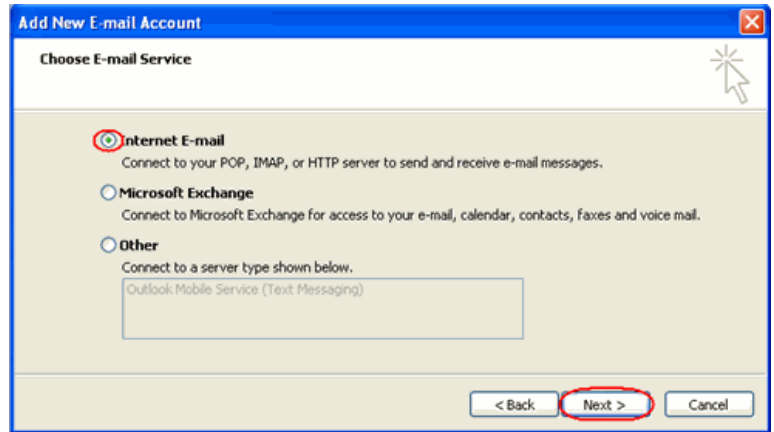 Add New E-mail Account
Choose E-mail Service
Internet E-mail
Connect to your POP, IMAP, or HTTP server to send and receive e-mail messages.
Microsoft Exchange
Connect to Microsoft Exchange for access to your e-mail, calendar, contacts, faxes and voice mail.
Other
Connect to a server type shown below.
Outlook Mobile Service (Text Messaging)
< Back Next > Cancel